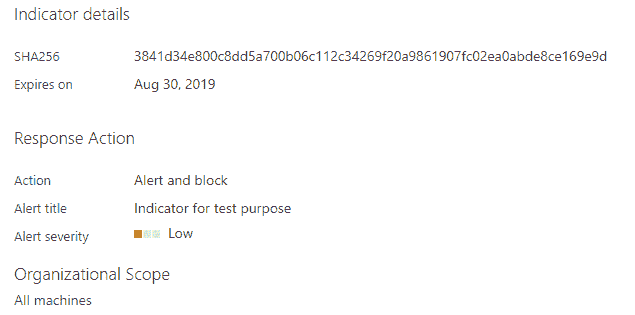 Indicator details
SHA256 3841d34e800c8dd5a700b06c112c34269f20a9861907fc02ea0abde8ce169e9d
Expires on Aug 30, 2019
Response Action
Action Alert and block
Alert title Indicator for test purpose
Alert severity Low
Organizational Scope
All machines